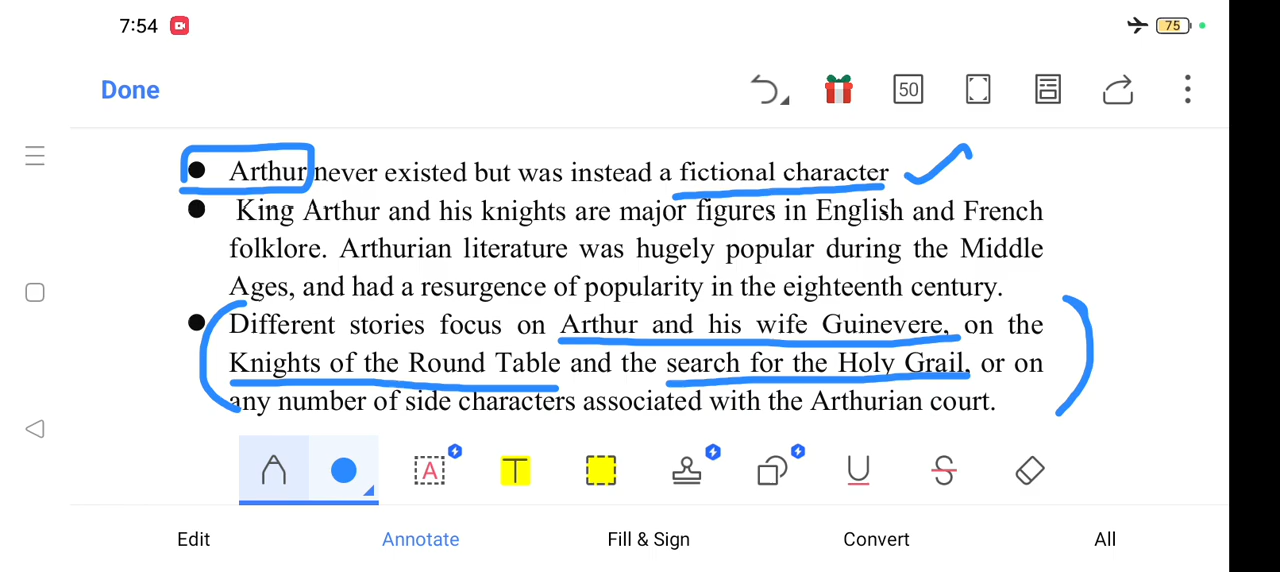 7:54
75
Done
50
● Arthur never existed but was instead a fictional character
● King Arthur and his knights are major figures in English and French
folklore. Arthurian literature was hugely popular during the Middle
Ages, and had a resurgence of popularity in the eighteenth century.
● Different stories focus on Arthur and his wife Guinevere, on the
Knights of the Round Table and the search for the Holy Grail, or on
any number of side characters associated with the Arthurian court.
A T U S
Edit Annotate Fill & Sign Convert All